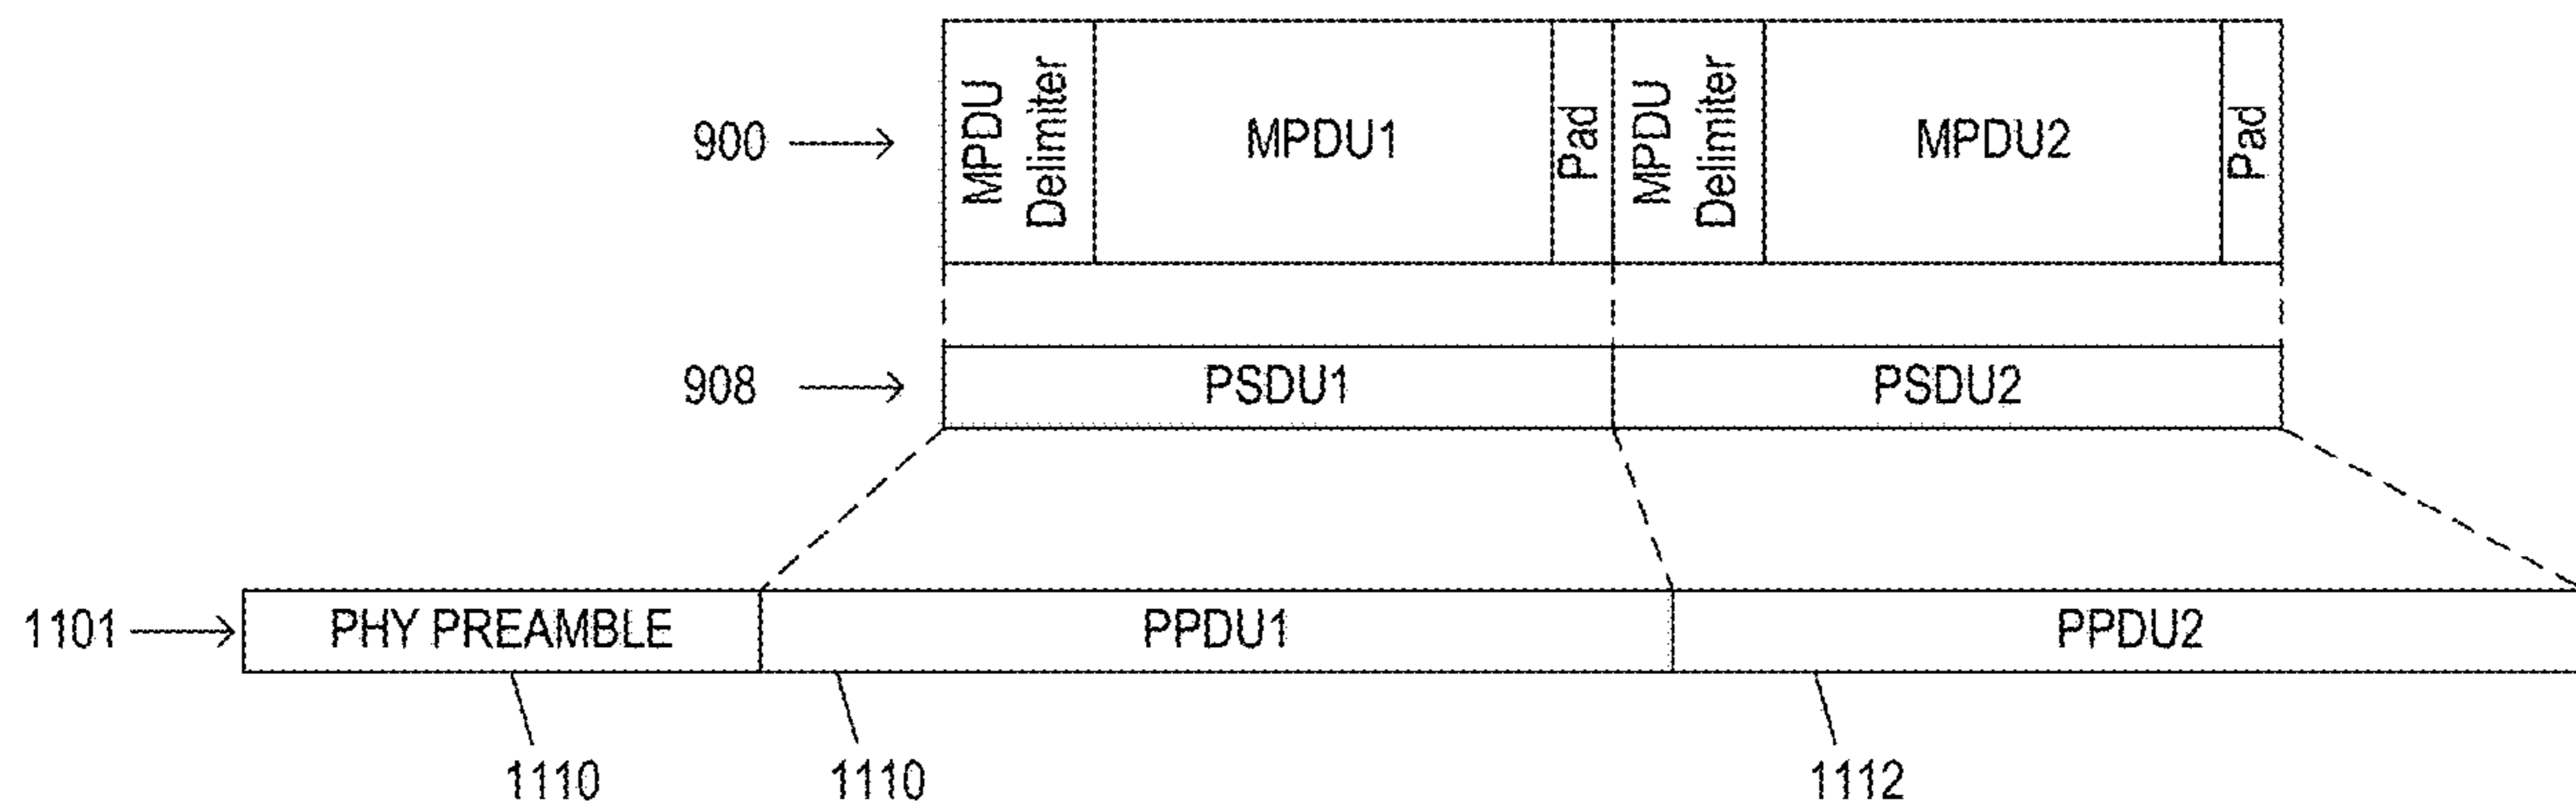 900
MPDU
Delimiter
MPDU1
Pad
MPDU
Delimiter
MPDU2
Pad
908
PSDU1
PSDU2
1101
PHY PREAMBLE
PPDU1
PPDU2
1110
1110
1112